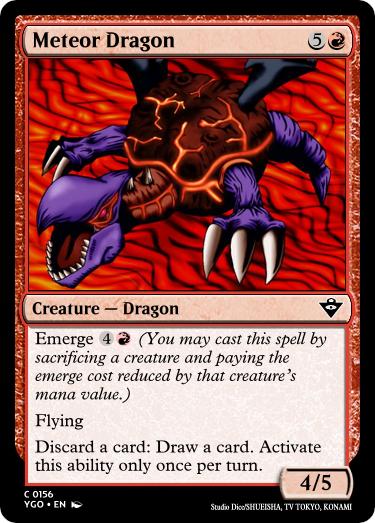 Meteor Dragon 5
Creature — Dragon
Emerge 4 (You may cast this spell by
sacrificing a creature and paying the
emerge cost reduced by that creature's
mana value.)
Flying
Discard a card: Draw a card. Activate
this ability only once per turn.
4/5
C 0156
YGO • EN
Studio Dice/SHUEISHA, TV TOKYO, KONAMI